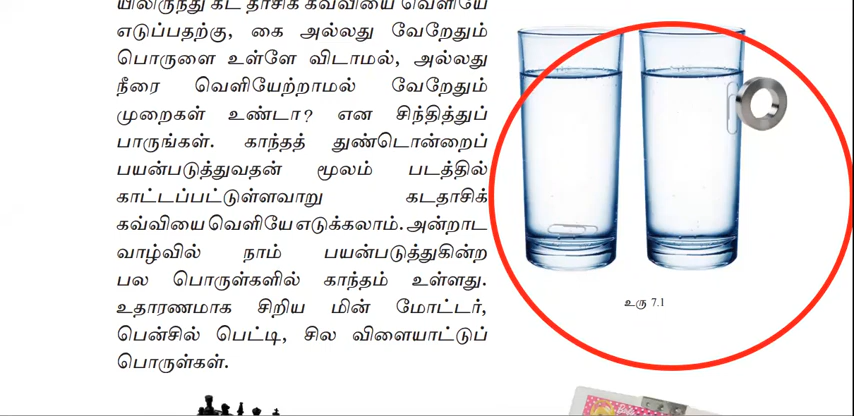 யிலிருந்து கடதாசிக் கவ்வியை வெளியே
எடுப்பதற்கு, கை அல்லது வேறேதும்
பொருளை உள்ளே விடாமல், அல்லது
நீரை வெளியேற்றாமல் வேறேதும்
முறைகள் உண்டா? என சிந்தித்துப்
பாருங்கள். காந்தத் துண்டொன்றைப்
பயன்படுத்துவதன் மூலம் படத்தில்
காட்டப்பட்டுள்ளவாறு கடதாசிக்
கவ்வியை வெளியே எடுக்கலாம். அன்றாட
வாழ்வில் நாம் பயன்படுத்துகின்ற
பல பொருள்களில் காந்தம் உள்ளது.
உதாரணமாக சிறிய மின் மோட்டர்,
பென்சில் பெட்டி, சில விளையாட்டுப்
பொருள்கள்.
உரு 7.1